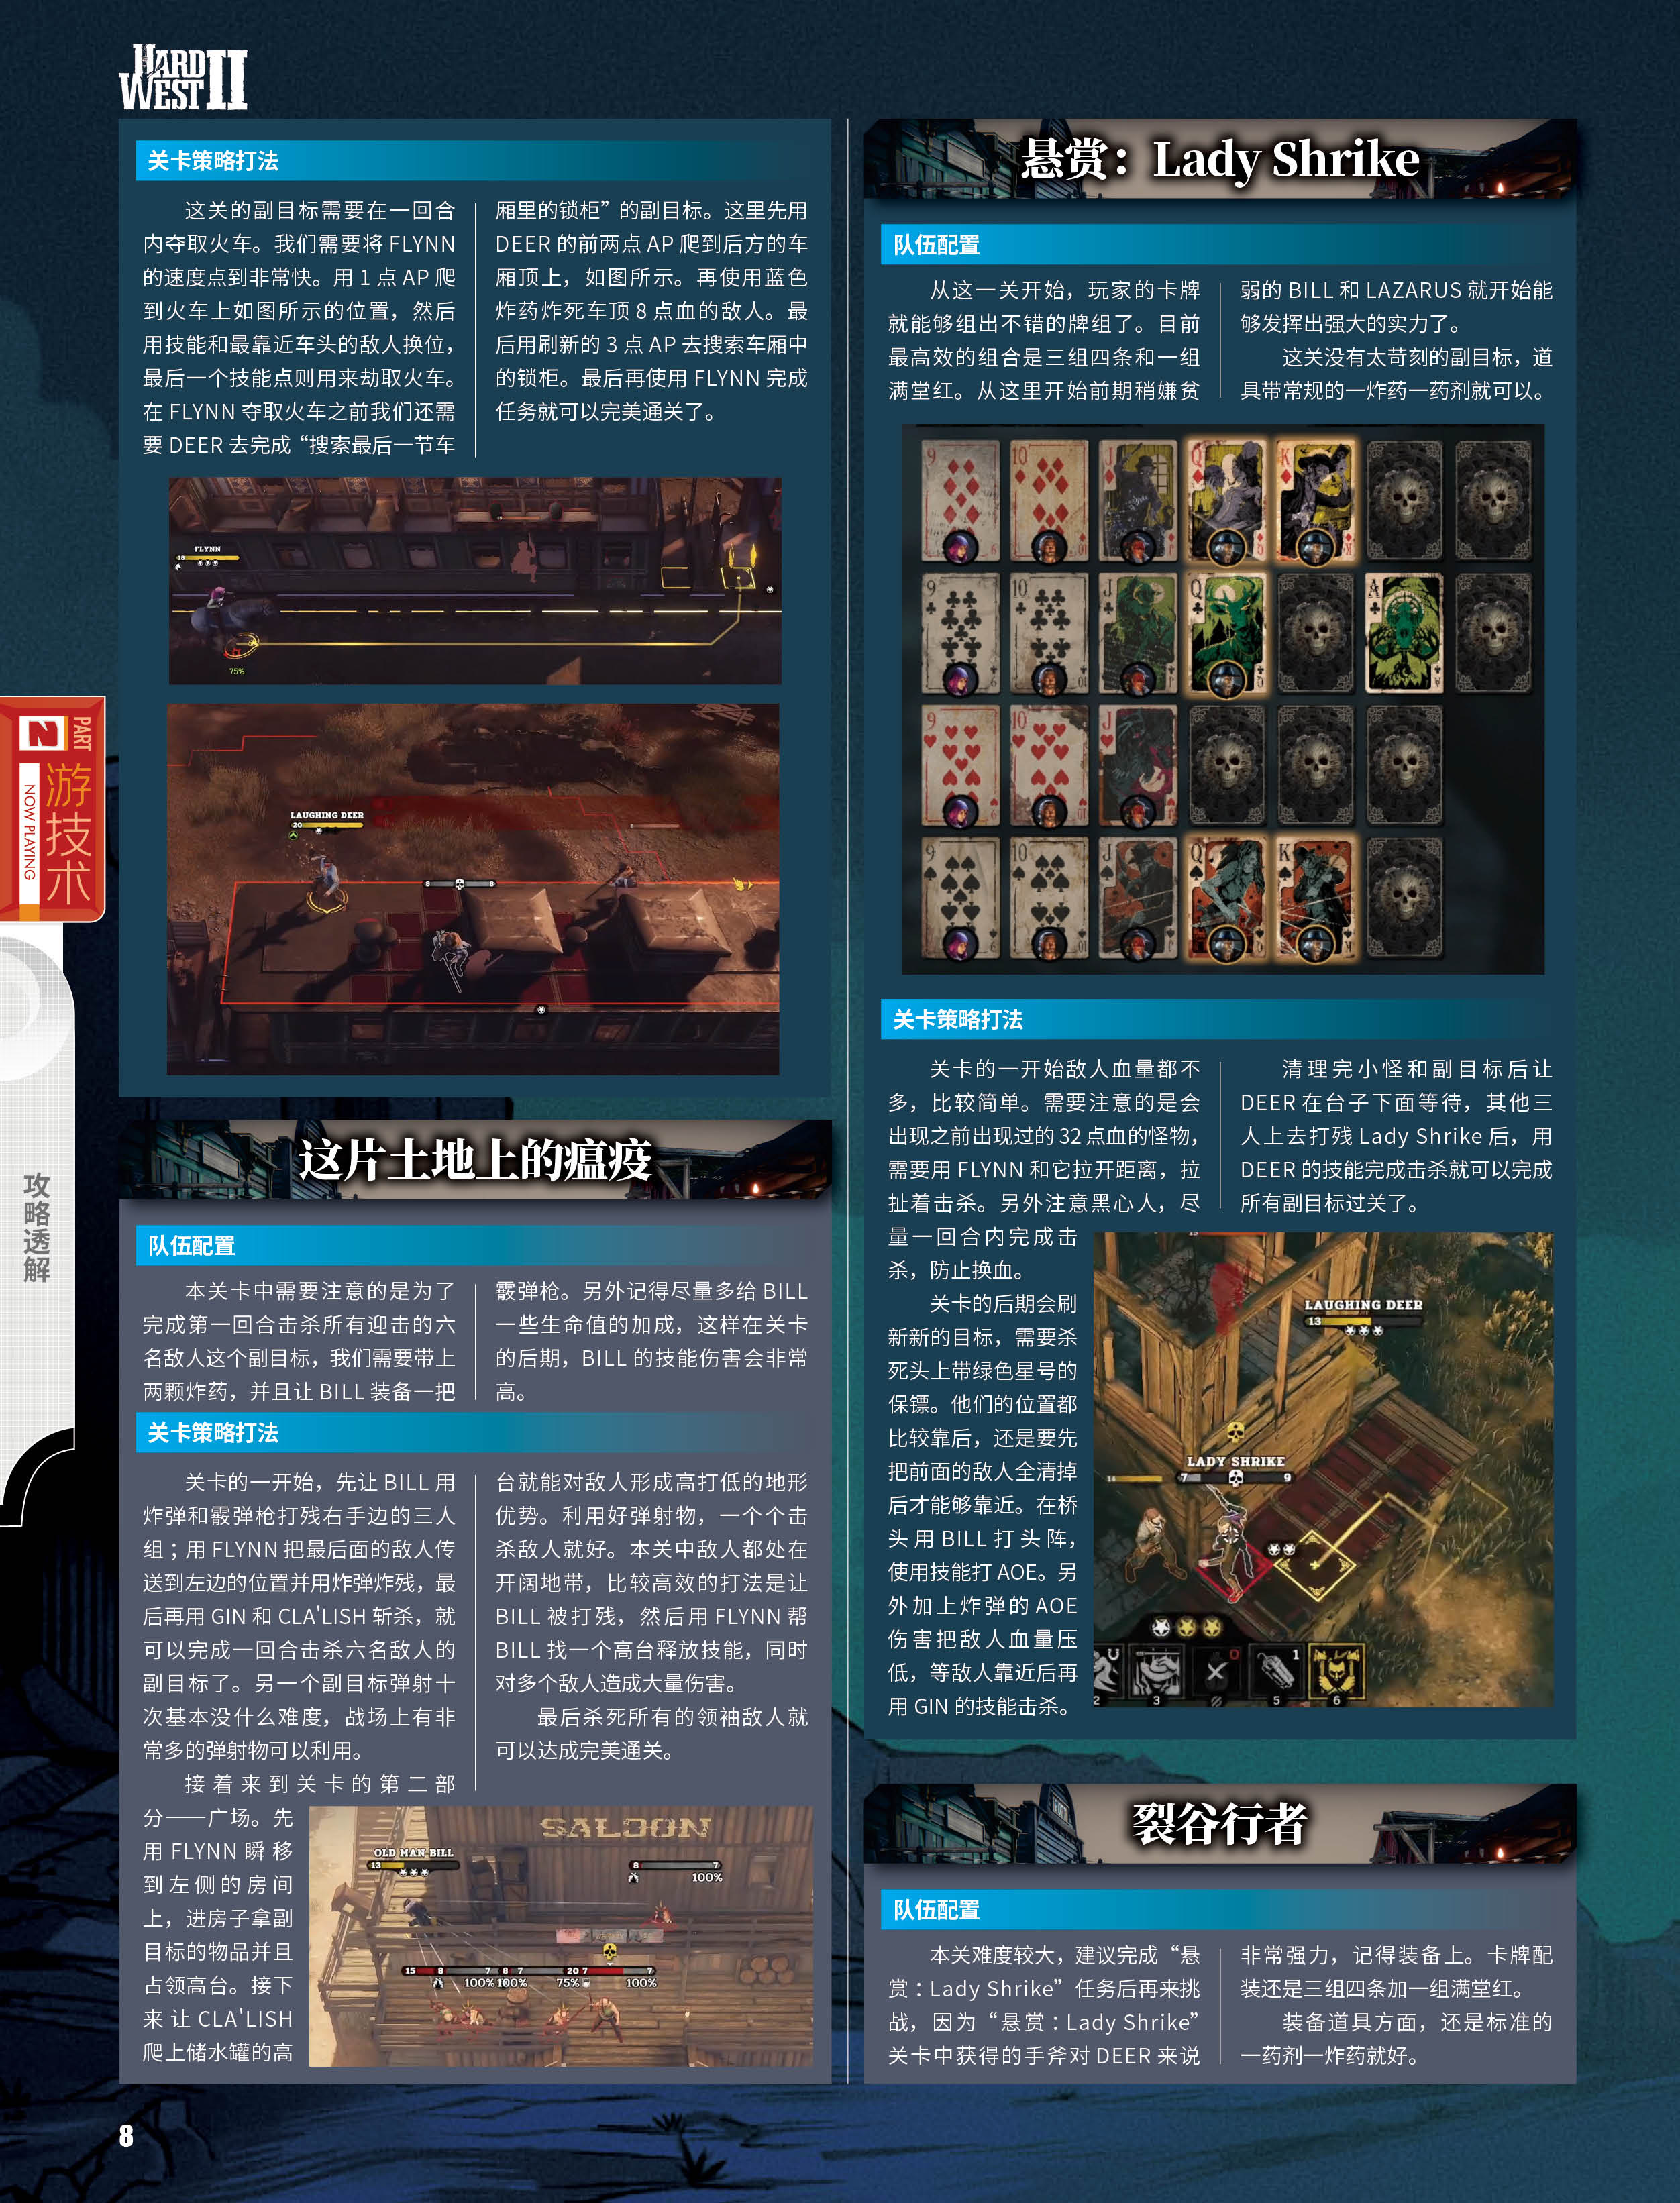 HARD
WEST II
关卡策略打法
这关的副目标需要在一回合
内夺取火车。我们需要将 FLYNN
的速度点到非常快。用 1 点 AP 爬
到火车上如图所示的位置，然后
用技能和最靠近车头的敌人换位，
最后一个技能点则用来劫取火车。
在 FLYNN 夺取火车之前我们还需
要 DEER 去完成“搜索最后一节车
厢里的锁柜”的副目标。这里先用
DEER 的前两点 AP 爬到后方的车
厢顶上，如图所示。再使用蓝色
炸药炸死车顶 8 点血的敌人。最
后用刷新的 3 点 AP 去搜索车厢中
的锁柜。最后再使用 FLYNN 完成
任务就可以完美通关了。
FLYNN
18
75%
LAUGHING DEER
20
8 8
这片土地上的瘟疫
队伍配置
本关卡中需要注意的是为了
完成第一回合击杀所有迎击的六
名敌人这个副目标，我们需要带上
两颗炸药，并且让 BILL 装备一把
霰弹枪。另外记得尽量多给 BILL
一些生命值的加成，这样在关卡
的后期，BILL 的技能伤害会非常
高。
关卡策略打法
关卡的一开始，先让 BILL 用
炸弹和霰弹枪打残右手边的三人
组；用 FLYNN 把最后面的敌人传
送到左边的位置并用炸弹炸残，最
后再用 GIN 和 CLA'LISH 斩杀，就
可以完成一回合击杀六名敌人的
副目标了。另一个副目标弹射十
次基本没什么难度，战场上有非
常多的弹射物可以利用。
接着来到关卡的第二部
分——广场。先
用 FLYNN 瞬移
到左侧的房间
上，进房子拿副
目标的物品并且
占领高台。接下
来让 CLA'LISH
爬上储水罐的高
台就能对敌人形成高打低的地形
优势。利用好弹射物，一个个击
杀敌人就好。本关中敌人都处在
开阔地带，比较高效的打法是让
BILL 被打残，然后用 FLYNN 帮
BILL 找一个高台释放技能，同时
对多个敌人造成大量伤害。
最后杀死所有的领袖敌人就
可以达成完美通关。
SALOON
OLD MAN BILL
13
8 7
100%
15 8 7 8 7 20 7 7
100% 100% 75% 100%
悬赏：Lady Shrike
队伍配置
从这一关开始，玩家的卡牌
就能够组出不错的牌组了。目前
最高效的组合是三组四条和一组
满堂红。从这里开始前期稍嫌贫
弱的 BILL 和 LAZARUS 就开始能
够发挥出强大的实力了。
这关没有太苛刻的副目标，道
具带常规的一炸药一药剂就可以。
9 10 J Q K
9 10 J Q A
9 10 J
9 10 J Q K
关卡策略打法
关卡的一开始敌人血量都不
多，比较简单。需要注意的是会
出现之前出现过的 32 点血的怪物，
需要用 FLYNN 和它拉开距离，拉
扯着击杀。另外注意黑心人，尽
量一回合内完成击
杀，防止换血。
关卡的后期会刷
新新的目标，需要杀
死头上带绿色星号的
保镖。他们的位置都
比较靠后，还是要先
把前面的敌人全清掉
后才能够靠近。在桥
头用 BILL 打头阵，
使用技能打 AOE。另
外加上炸弹的 AOE
伤害把敌人血量压
低，等敌人靠近后再
用 GIN 的技能击杀。
清理完小怪和副目标后让
DEER 在台子下面等待，其他三
人上去打残 Lady Shrike 后，用
DEER 的技能完成击杀就可以完成
所有副目标过关了。
LAUGHING DEER
13
LADY SHRIKE
14 7 9
0 1
2 3 5 6
裂谷行者
队伍配置
本关难度较大，建议完成“悬
赏：Lady Shrike”任务后再来挑
战，因为“悬赏：Lady Shrike”
关卡中获得的手斧对 DEER 来说
非常强力，记得装备上。卡牌配
装还是三组四条加一组满堂红。
装备道具方面，还是标准的
一药剂一炸药就好。
PART
N
游技术
NOW PLAYING
攻略透解
8